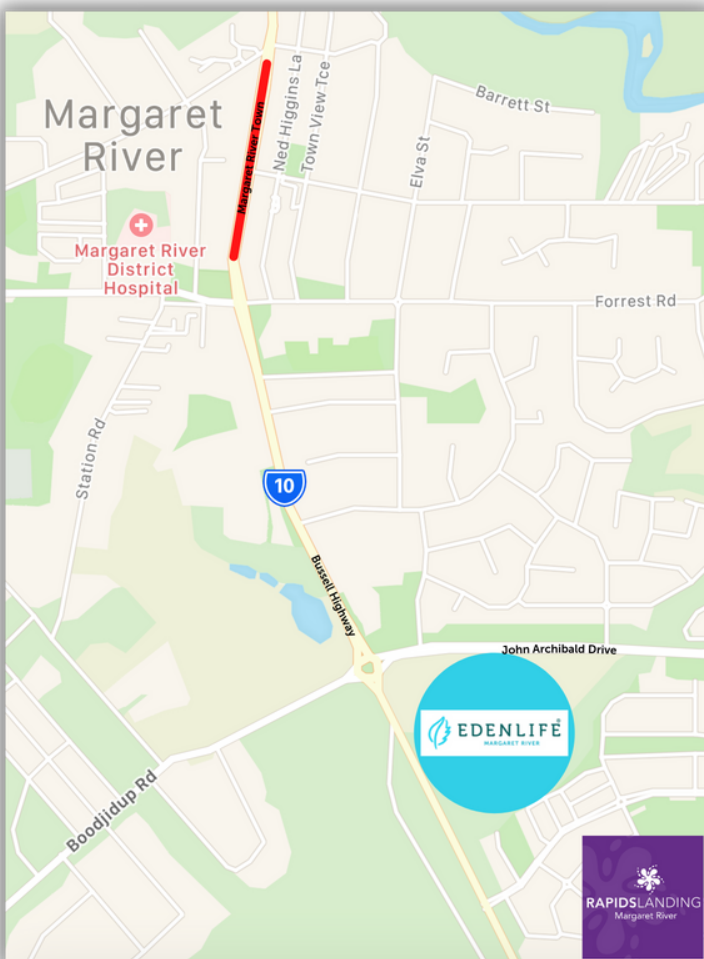 Margaret
River
Margaret River Town
Ned Higgins La
Town View Tce
Elva St
Barrett St
Margaret River
District
Hospital
Forrest Rd
Station Rd
10
Bussell Highway
John Archibald Drive
EDENLIFE
MARGARET RIVER
Boodjidup Rd
RAPIDSLANDING
Margaret River